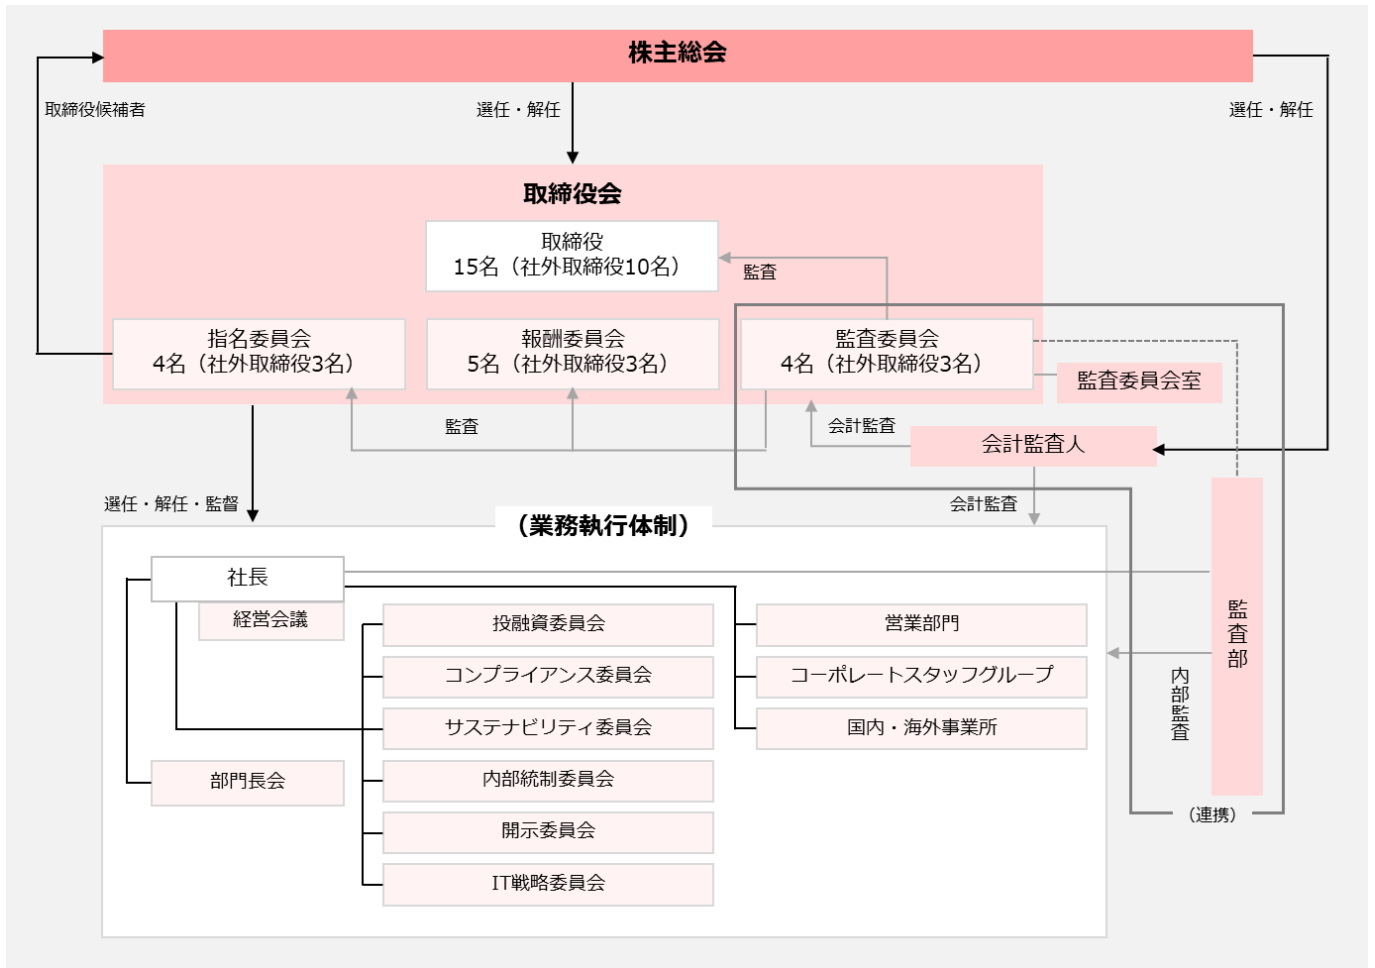 株主総会
取締役候補者
選任・解任
選任・解任
取締役会
取締役
15名（社外取締役10名）
監査
指名委員会
4名（社外取締役3名）
報酬委員会
5名（社外取締役3名）
監査委員会
4名（社外取締役3名）
監査委員会室
監査
会計監査
会計監査人
選任・解任・監督
会計監査
（業務執行体制）
社長
経営会議
部門長会
投融資委員会
コンプライアンス委員会
サステナビリティ委員会
内部統制委員会
開示委員会
IT戦略委員会
営業部門
コーポレートスタッフグループ
国内・海外事業所
監査部
内部監査
（連携）